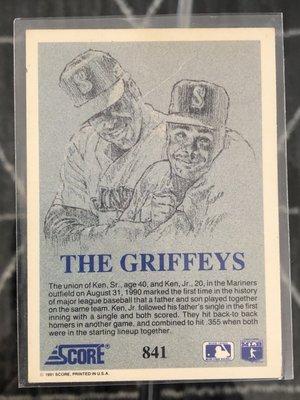 S
S
THE GRIFFEYS
The union of Ken, Sr., age 40, and Ken, Jr., 20, in the Mariners
outfield on August 31, 1990 marked the first time in the history
of major league baseball that a father and son played together
on the same team. Ken, Jr. followed his father's single in the first
inning with a single and both scored. They hit back-to back
homers in another game, and combined to hit .355 when both
were in the starting lineup together.
SCORE 841
© 1991 SCORE, PRINTED IN U.S.A.